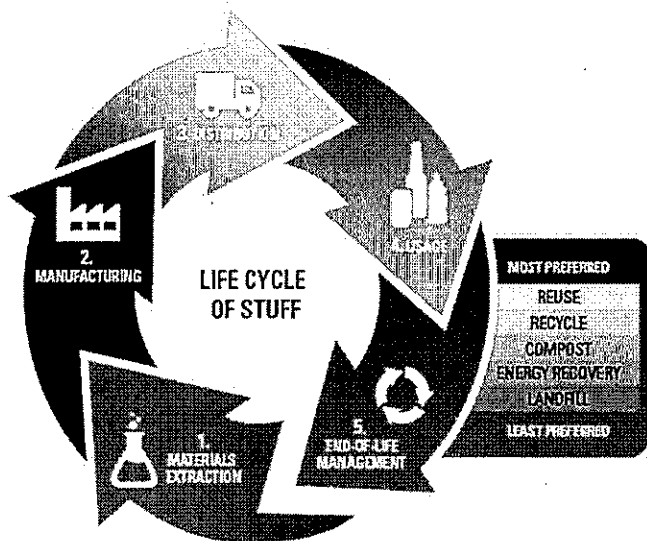 3. DISTRIBUTION
4. USAGE
2.
MANUFACTURING
LIFE CYCLE
OF STUFF
MOST PREFERRED
REUSE
RECYCLE
COMPOST
ENERGY RECOVERY
LANDFILL
LEAST PREFERRED
1.
MATERIALS
EXTRACTION
5.
END-OF-LIFE
MANAGEMENT